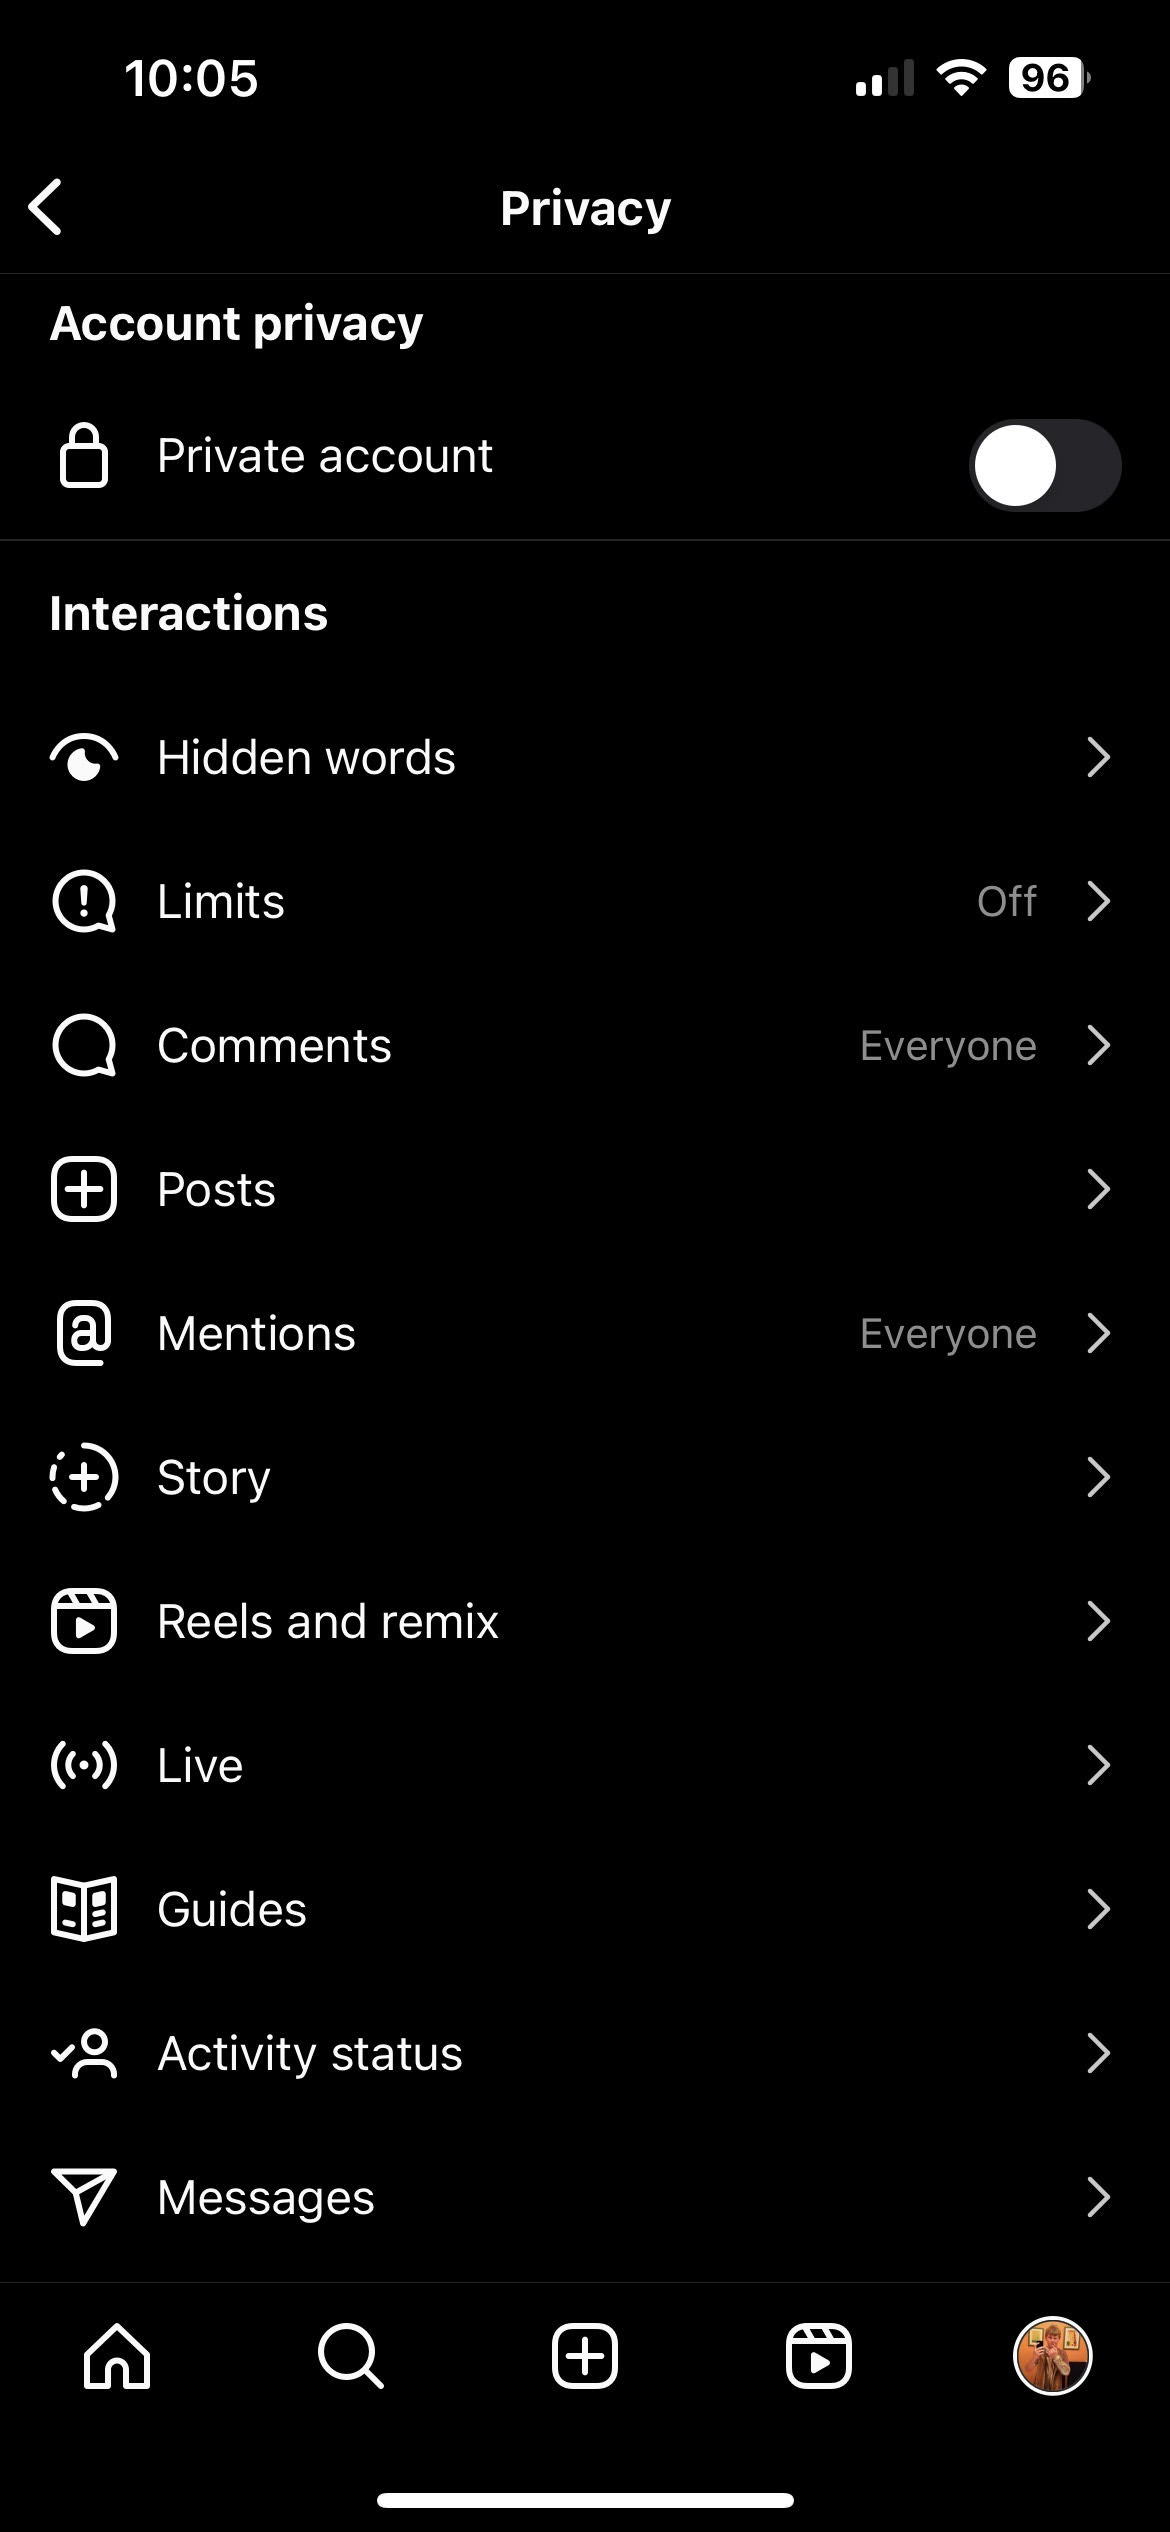 10:05
96
Privacy
Account privacy
Private account
Interactions
Hidden words
Limits Off
Comments Everyone
Posts
Mentions Everyone
Story
Reels and remix
Live
Guides
Activity status
Messages